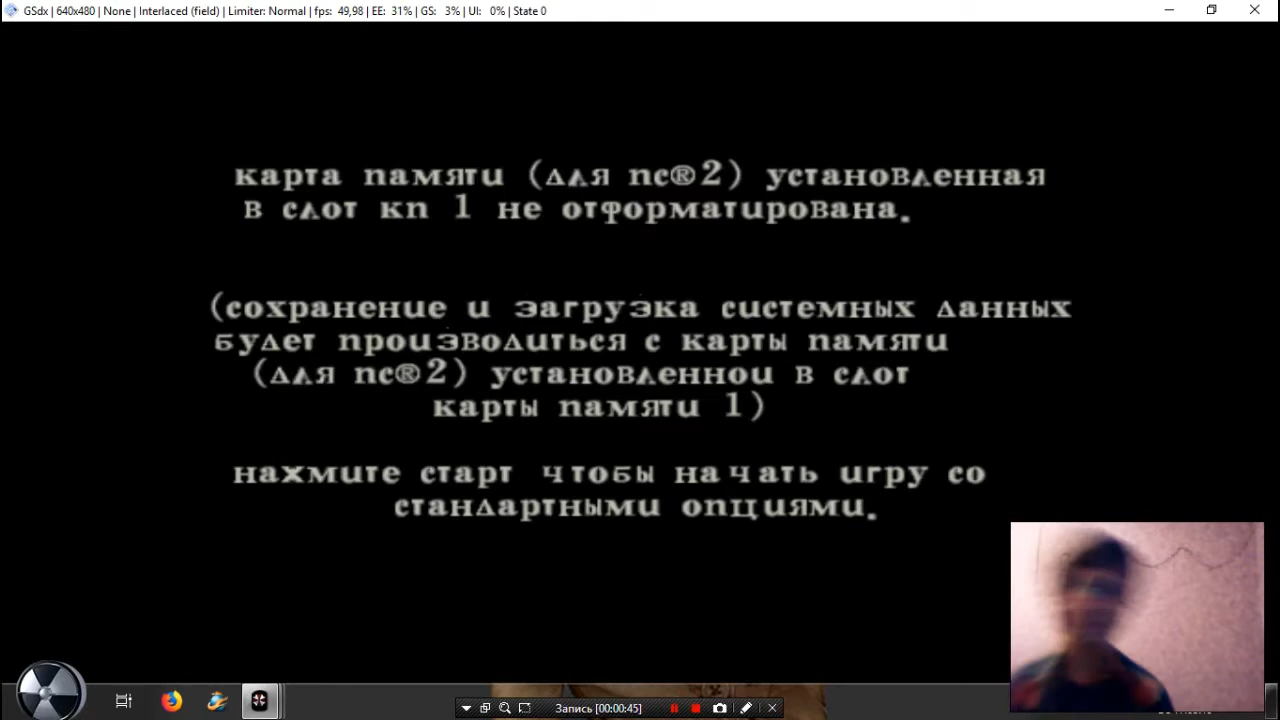 GSdx | 640x480 | None | Interlaced (field) | Limiter: Normal | fps: 49,98 | EE: 31% | GS: 3% | UI: 0% | State 0
карта памяти (для пс®2) установленная
в слот кп 1 не отформатирована.
(сохранение и загрузка системных данных
будет производиться с карты памяти
(для пс®2) установленнои в слот
карты памяти 1)
нахмите старт чтобы начать игру со
стандартными опциями.
Запись [00:00:45]